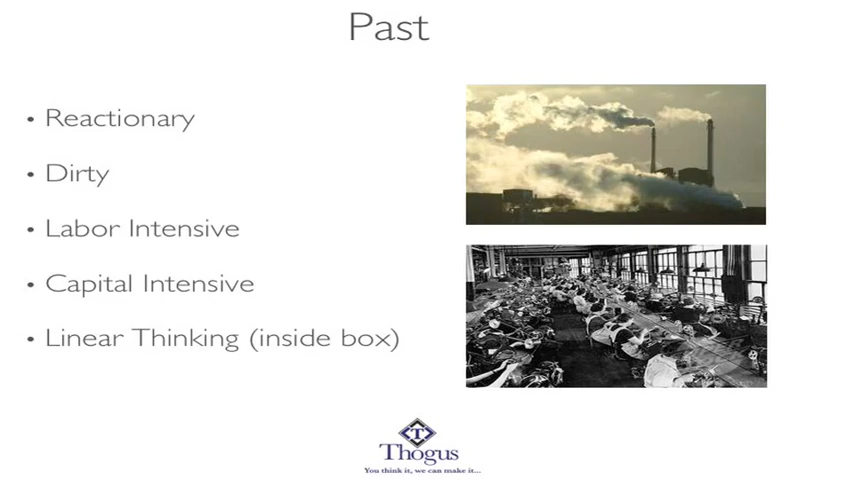 Past
• Reactionary
• Dirty
• Labor Intensive
• Capital Intensive
• Linear Thinking (inside box)
T
Thogus
You think it, we can make it...